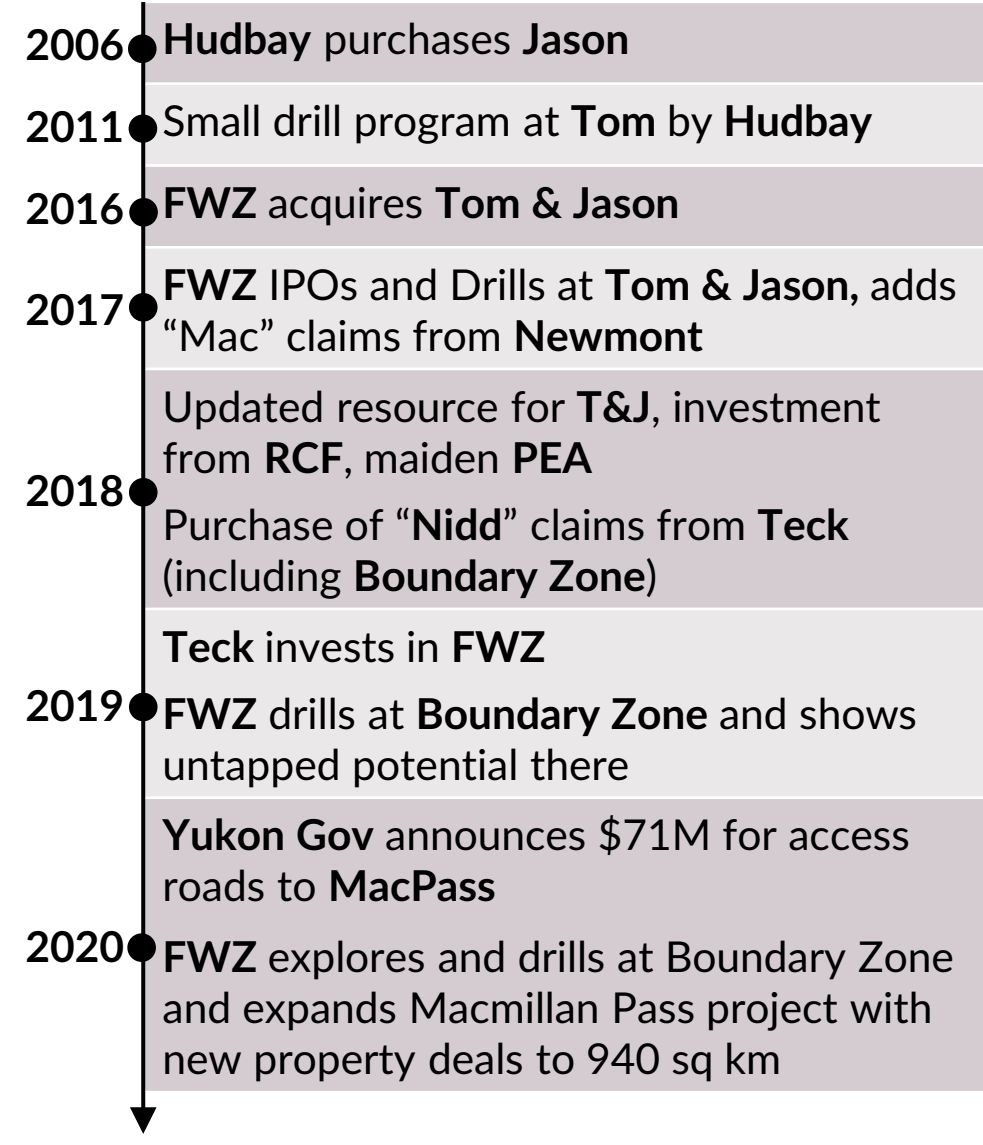 2006 Hudbay purchases Jason
2011 Small drill program at Tom by Hudbay
2016 FWZ acquires Tom & Jason
2017 FWZ IPOs and Drills at Tom & Jason, adds
“Mac” claims from Newmont
2018
Updated resource for T&J, investment
from RCF, maiden PEA
Purchase of “Nidd” claims from Teck
(including Boundary Zone)
2019
Teck invests in FWZ
FWZ drills at Boundary Zone and shows
untapped potential there
2020
Yukon Gov announces $71M for access
roads to MacPass
FWZ explores and drills at Boundary Zone
and expands Macmillan Pass project with
new property deals to 940 sq km